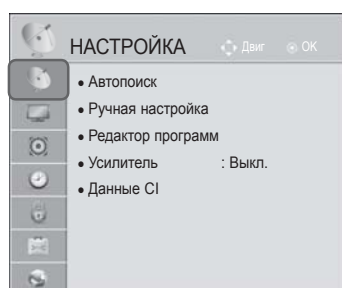 НАСТРОЙКА Двиг OK
• Автопоиск
• Ручная настройка
• Редактор программ
• Усилитель : Выкл.
• Данные CI